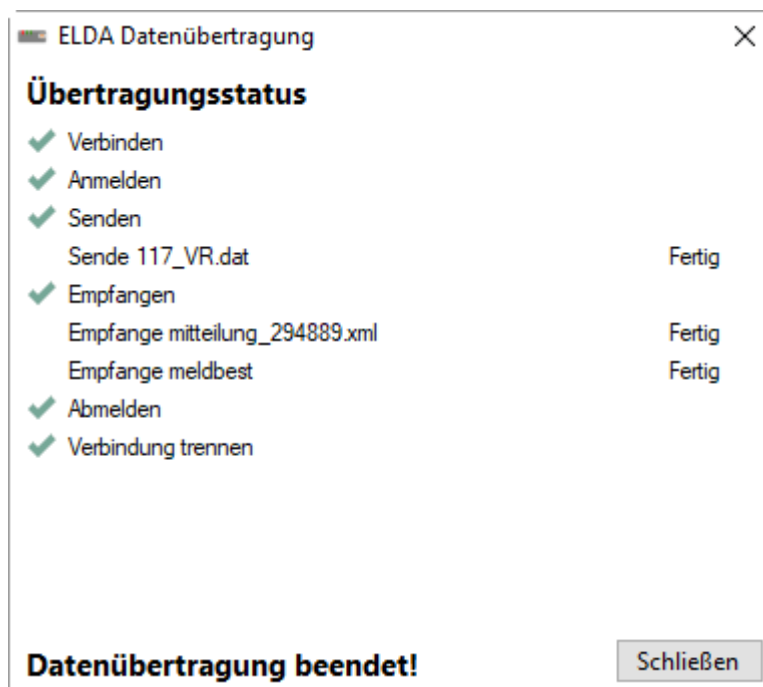 ELDA Datenübertragung
Übertragungsstatus
Verbinden
Anmelden
Senden
Sende 117_VR.dat Fertig
Empfangen
Empfange mitteilung_294889.xml Fertig
Empfange meldbest Fertig
Abmelden
Verbindung trennen
Datenübertragung beendet! Schließen